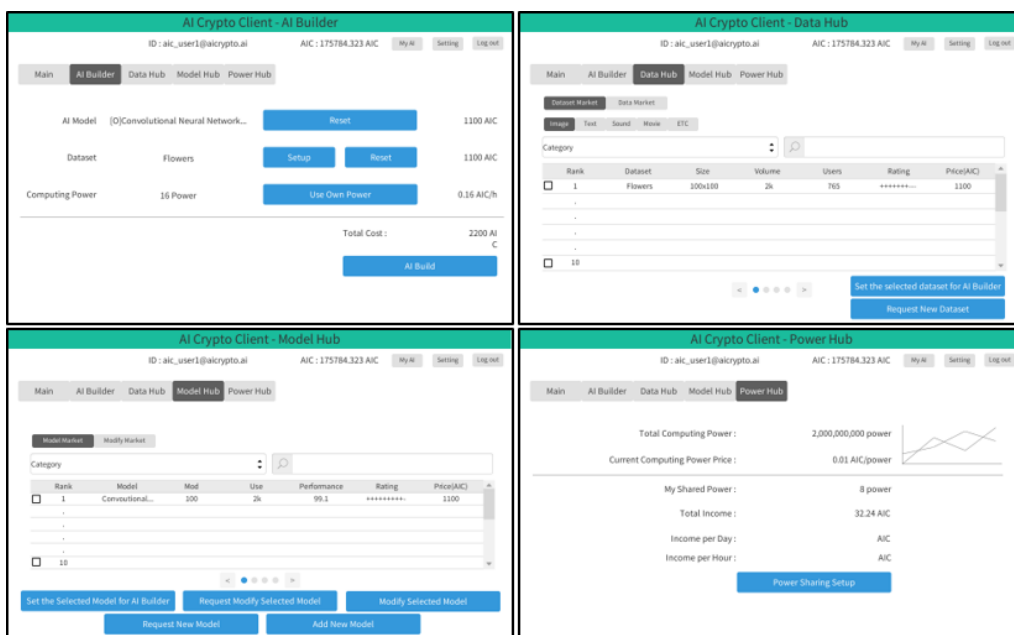 AI Crypto Client - AI Builder
ID : aic_user1@aicrypto.ai AIC : 175784.323 AIC My AI Setting Log out
Main AI Builder Data Hub Model Hub Power Hub
AI Model (O)Convolutional Neural Network... Reset 1100 AIC
Dataset Flowers Setup Reset 1100 AIC
Computing Power 16 Power Use Own Power 0.16 AIC/h
Total Cost : 2200 AI
C
AI Build
AI Crypto Client - Data Hub
ID : aic_user1@aicrypto.ai AIC : 175784.323 AIC My AI Setting Log out
Main AI Builder Data Hub Model Hub Power Hub
Dataset Market Data Market
Image Text Sound Movie ETC
Category
Rank Dataset Size Volume Users Rating Price(AIC)
1 Flowers 100x100 2k 765 +++++++--- 1100
.
.
.
.
10
< >
Set the selected dataset for AI Builder
Request New Dataset
AI Crypto Client - Model Hub
ID : aic_user1@aicrypto.ai AIC : 175784.323 AIC My AI Setting Log out
Main AI Builder Data Hub Model Hub Power Hub
Model Market Modify Market
Category
Rank Model Mod Use Performance Rating Price(AIC)
1 Convoutional... 100 2k 99.1 +++++++++- 1100
.
.
.
.
10
< >
Set the Selected Model for AI Builder Request Modify Selected Model Modify Selected Model
Request New Model Add New Model
AI Crypto Client - Power Hub
ID : aic_user1@aicrypto.ai AIC : 175784.323 AIC My AI Setting Log out
Main AI Builder Data Hub Model Hub Power Hub
Total Computing Power : 2,000,000,000 power
Current Computing Power Price : 0.01 AIC/power
My Shared Power : 8 power
Total Income : 32.24 AIC
Income per Day : AIC
Income per Hour : AIC
Power Sharing Setup